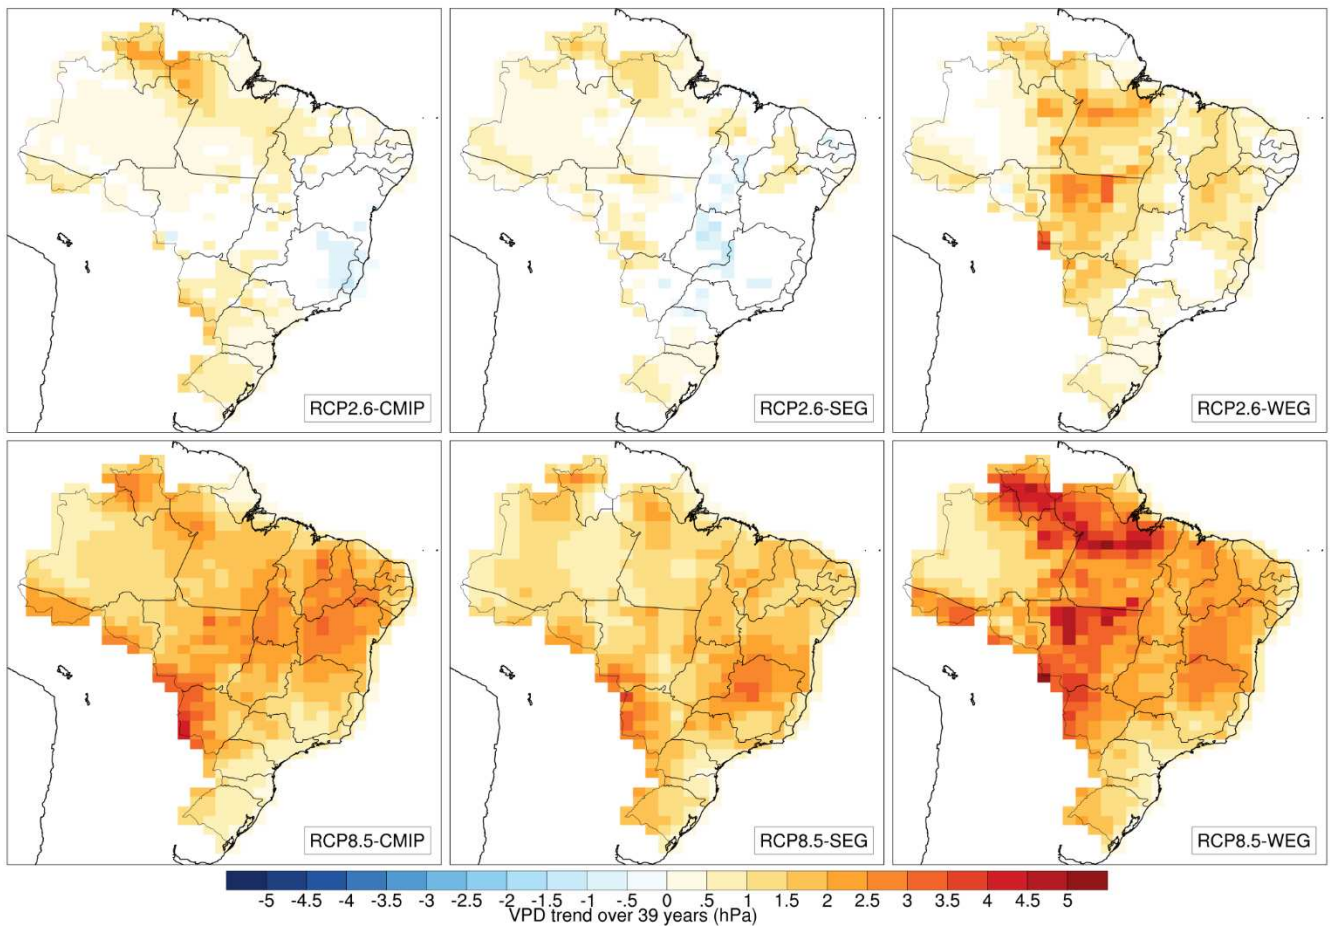 RCP2.6-CMIP
RCP2.6-SEG
RCP2.6-WEG
RCP8.5-CMIP
RCP8.5-SEG
RCP8.5-WEG
-5 -4.5 -4 -3.5 -3 -2.5 -2 -1.5 -1 -.5 0 .5 1 1.5 2 2.5 3 3.5 4 4.5 5
VPD trend over 39 years (hPa)